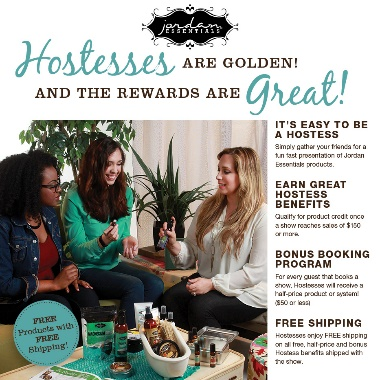 jordan
ESSENTIALS
Hostesses ARE GOLDEN!
AND THE REWARDS ARE Great!
IT'S EASY TO BE
A HOSTESS
Simply gather your friends for a
fun fast presentation of Jordan
Essentials products.
EARN GREAT
HOSTESS
BENEFITS
Qualify for product credit once
a show reaches sales of $150
or more.
BONUS BOOKING
PROGRAM
For every guest that books a
show, Hostesses will receive a
half-price product or system!
($50 or less)
FREE SHIPPING
Hostesses enjoy FREE shipping
on all free, half-price and bonus
Hostess benefits shipped with
the show.
FREE
Products with
FREE
Shipping!